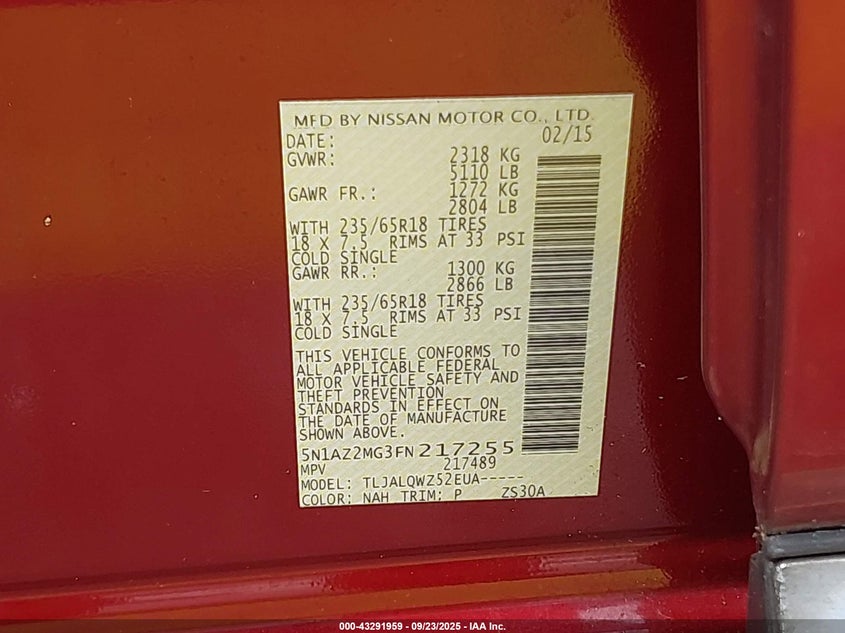 MFD BY NISSAN MOTOR CO., LTD.
DATE: 02/15
GVWR: 2318 KG
5110 LB
GAWR FR.: 1272 KG
2804 LB
WITH 235/65R18 TIRES
18 X 7.5 RIMS AT 33 PSI
COLD SINGLE
GAWR RR.: 1300 KG
2866 LB
WITH 235/65R18 TIRES
18 X 7.5 RIMS AT 33 PSI
COLD SINGLE
THIS VEHICLE CONFORMS TO
ALL APPLICABLE FEDERAL
MOTOR VEHICLE SAFETY AND
THEFT PREVENTION
STANDARDS IN EFFECT ON
THE DATE OF MANUFACTURE
SHOWN ABOVE.
5N1AZ2MG3FN217255
MPV 217489
MODEL: TLJALQWZ52EUA-----
COLOR: NAH TRIM: P ZS30A
000-43291959 - 09/23/2025 - IAA Inc.